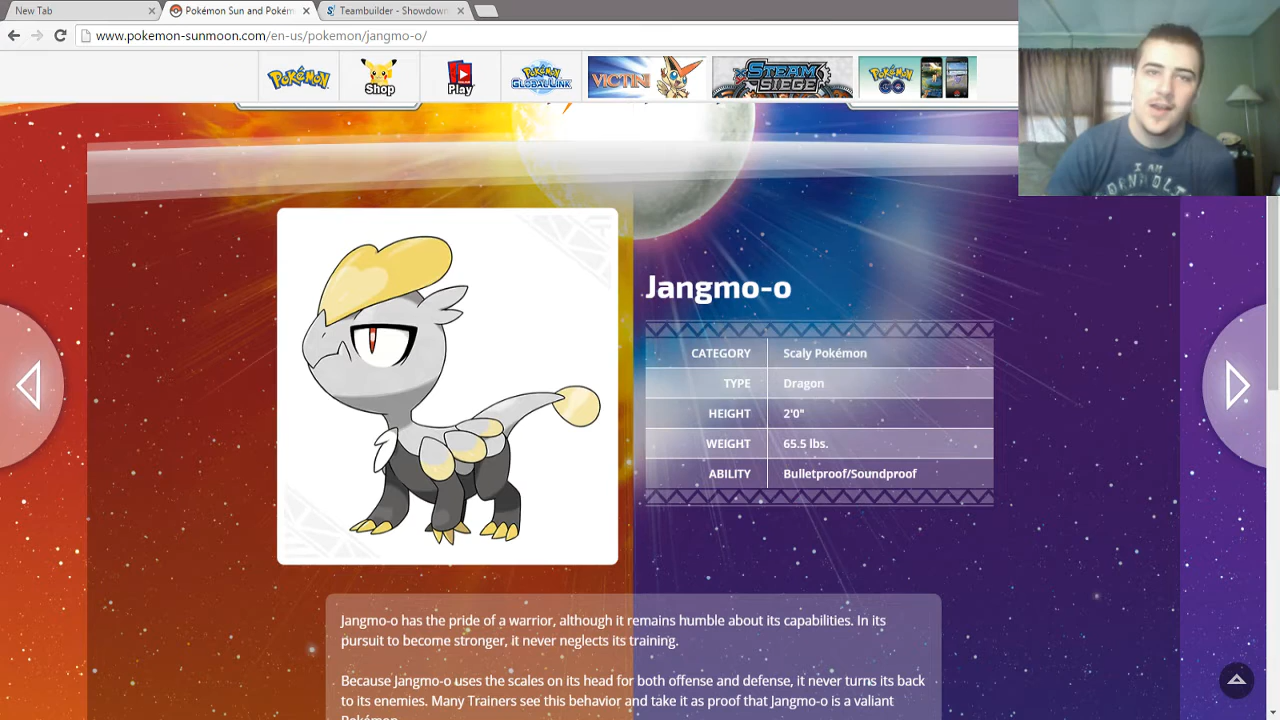 New Tab
Pokémon Sun and Pokém
Teambuilder - Showdown
www.pokemon-sunmoon.com/en-us/pokemon/jangmo-o/
Pokémon
Shop
Play
Pokémon GLOBAL LINK
VICTINI
STEAM SIEGE
Pokémon GO
I AM
Jangmo-o
CATEGORY Scaly Pokémon
TYPE Dragon
HEIGHT 2'0"
WEIGHT 65.5 lbs.
ABILITY Bulletproof/Soundproof
Jangmo-o has the pride of a warrior, although it remains humble about its capabilities. In its
pursuit to become stronger, it never neglects its training.
Because Jangmo-o uses the scales on its head for both offense and defense, it never turns its back
to its enemies. Many Trainers see this behavior and take it as proof that Jangmo-o is a valiant
Pokémon.